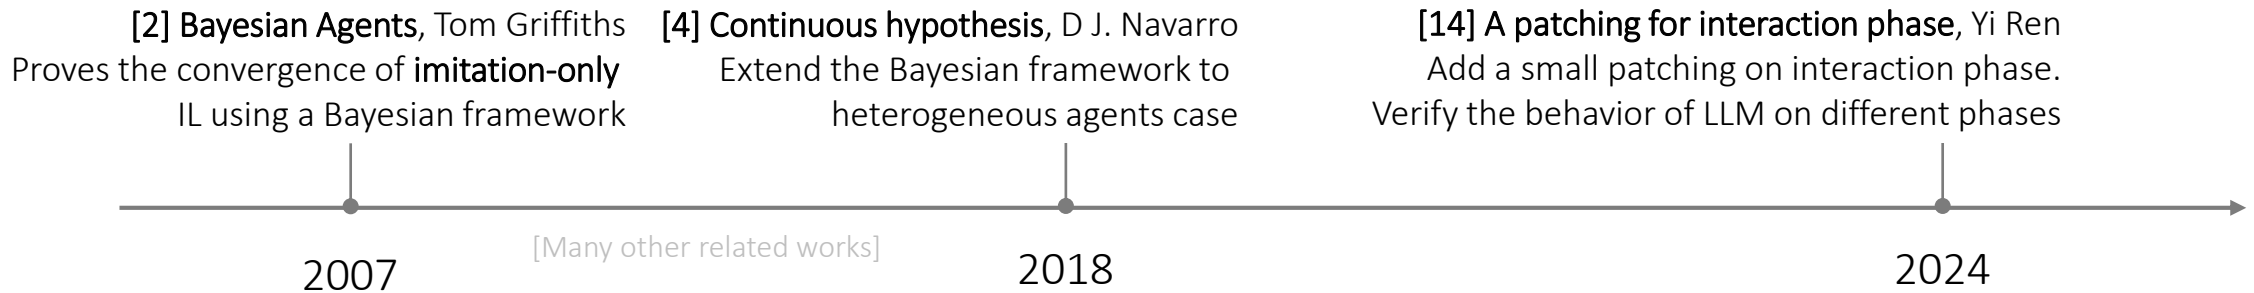 [2] Bayesian Agents, Tom Griffiths
Proves the convergence of imitation-only
IL using a Bayesian framework
[4] Continuous hypothesis, D J. Navarro
Extend the Bayesian framework to
heterogeneous agents case
[14] A patching for interaction phase, Yi Ren
Add a small patching on interaction phase.
Verify the behavior of LLM on different phases
[Many other related works]
2007
2018
2024